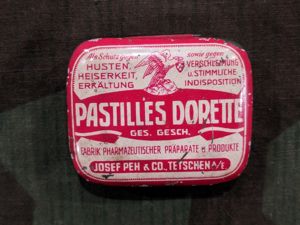 Als Schutz gegen sowie gegen
HUSTEN, VERSCHLEIMUNG
HEISERKEIT, u. STIMMLICHE
ERKÄLTUNG INDISPOSITION
PASTILLES DORETTE
GES. GESCH.
FABRIK PHARMAZEUTISCHER PRÄPARATE u. PRODUKTE
JOSEF PEH & CO., TETSCHEN A/E